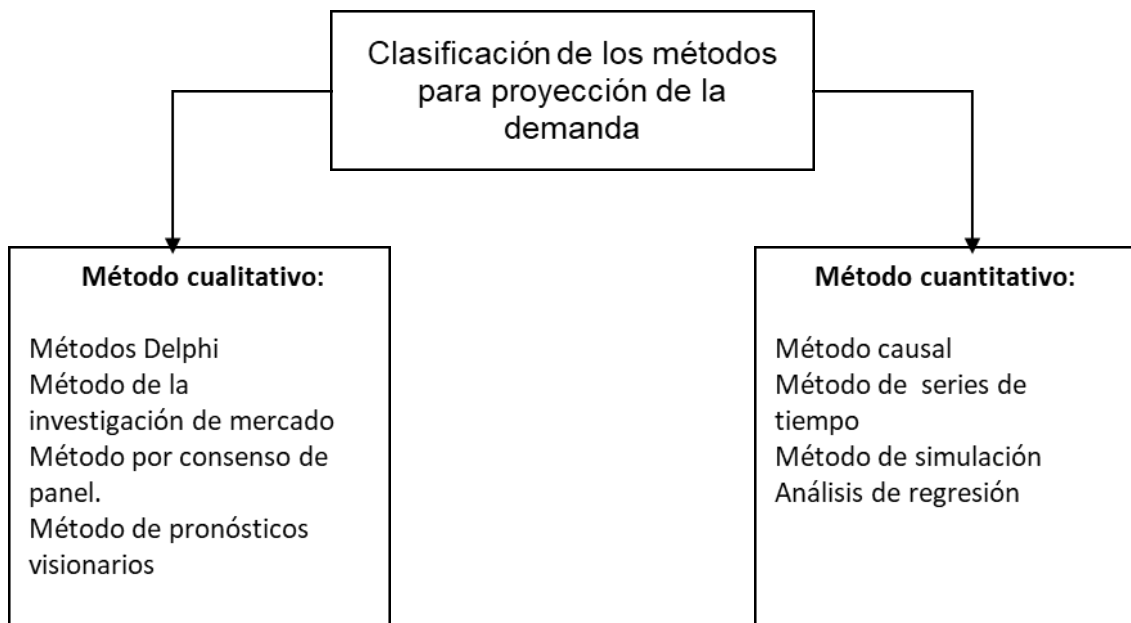 Clasificación de los métodos
para proyección de la
demanda
Método cualitativo:
Métodos Delphi
Método de la
investigación de mercado
Método por consenso de
panel.
Método de pronósticos
visionarios
Método cuantitativo:
Método causal
Método de series de
tiempo
Método de simulación
Análisis de regresión